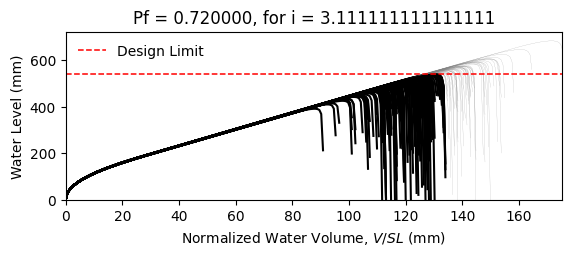 Pf = 0.720000, for i = 3.111111111111111
Design Limit
Water Level (mm)
600
400
200
0
0 20 40 60 80 100 120 140 160
Normalized Water Volume, V/SL (mm)